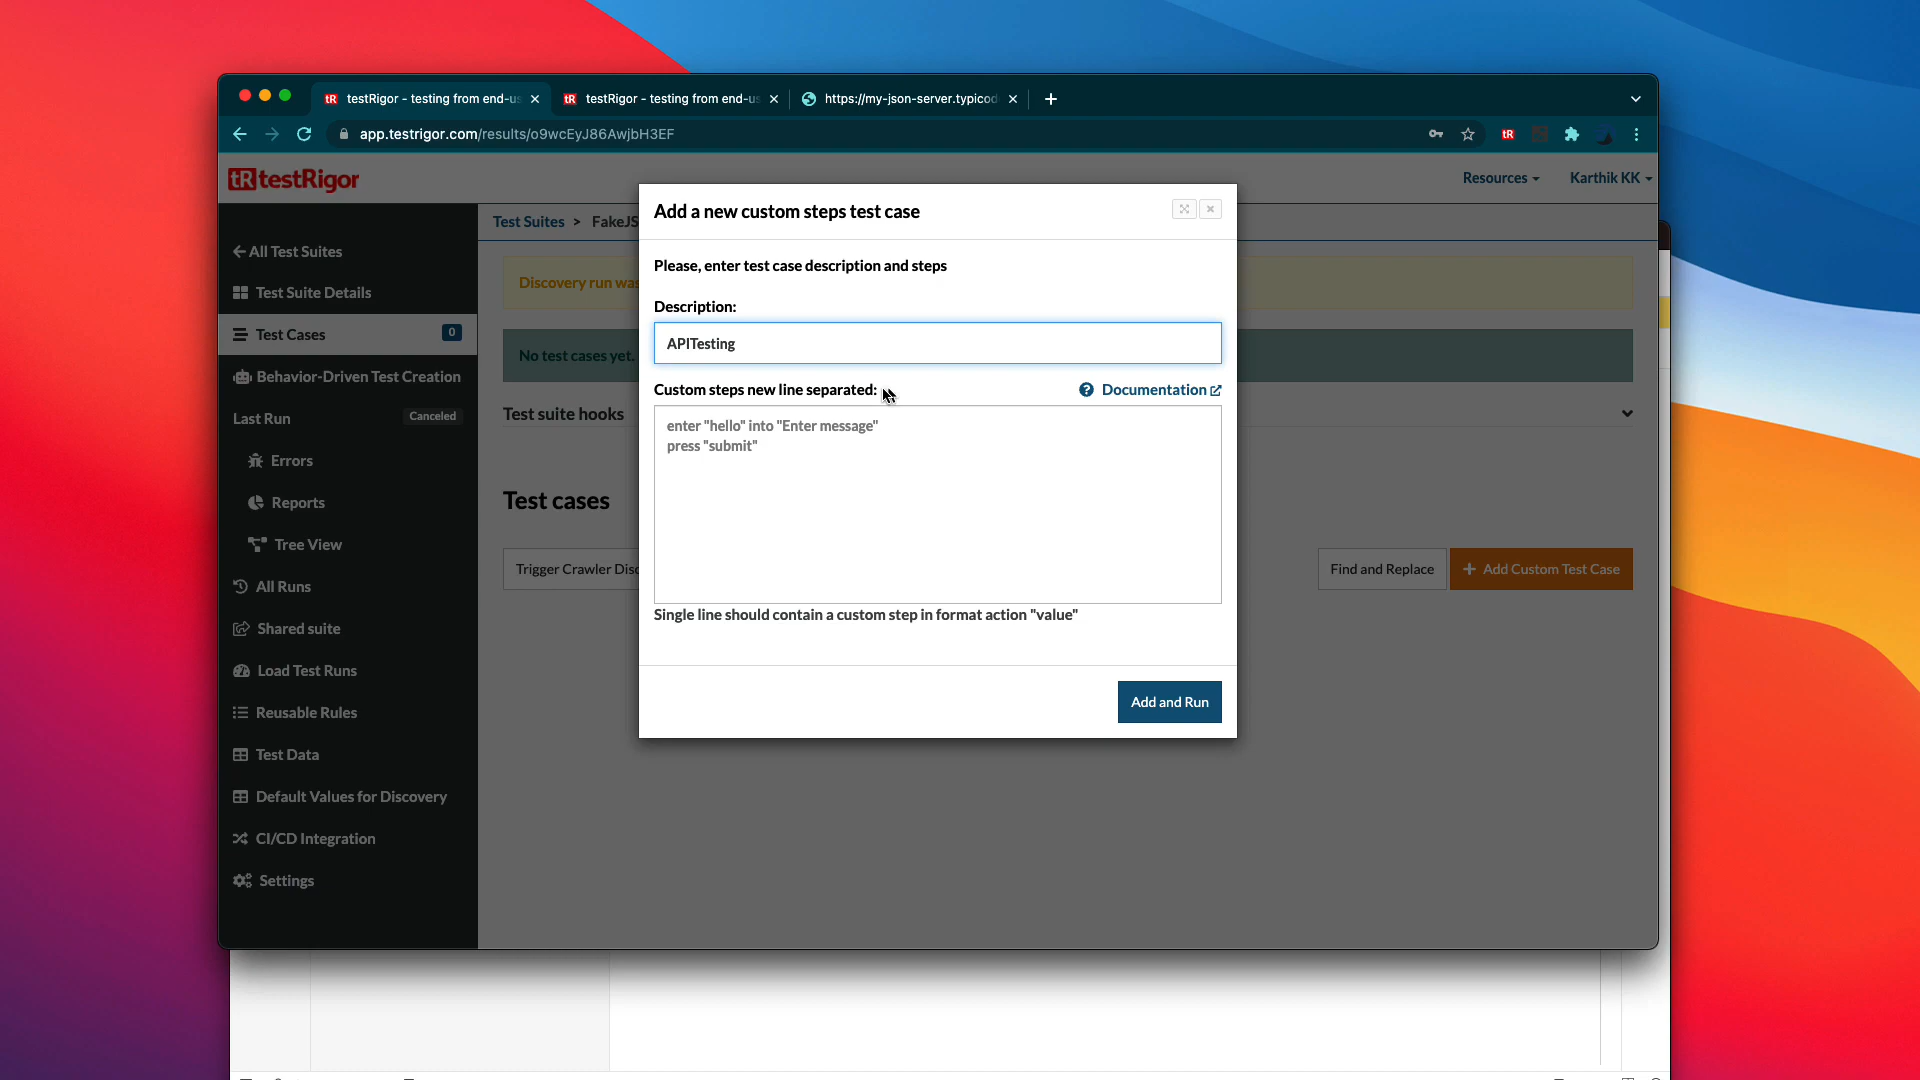 testRigor - testing from end-us
testRigor - testing from end-us
https://my-json-server.typicod
app.testrigor.com/results/o9wcEyJ86AwjbH3EF
tR
tRtestRigor
Resources
Karthik KK
Test Suites > FakeJS
All Test Suites
Test Suite Details
Test Cases 0
Behavior-Driven Test Creation
Last Run Canceled
Errors
Reports
Tree View
All Runs
Shared suite
Load Test Runs
Reusable Rules
Test Data
Default Values for Discovery
CI/CD Integration
Settings
Discovery run was
No test cases yet.
Test suite hooks
Test cases
Trigger Crawler Disc
Find and Replace
+ Add Custom Test Case
Add a new custom steps test case
Please, enter test case description and steps
Description:
APITesting
Custom steps new line separated:
Documentation
enter "hello" into "Enter message"
press "submit"
Single line should contain a custom step in format action "value"
Add and Run